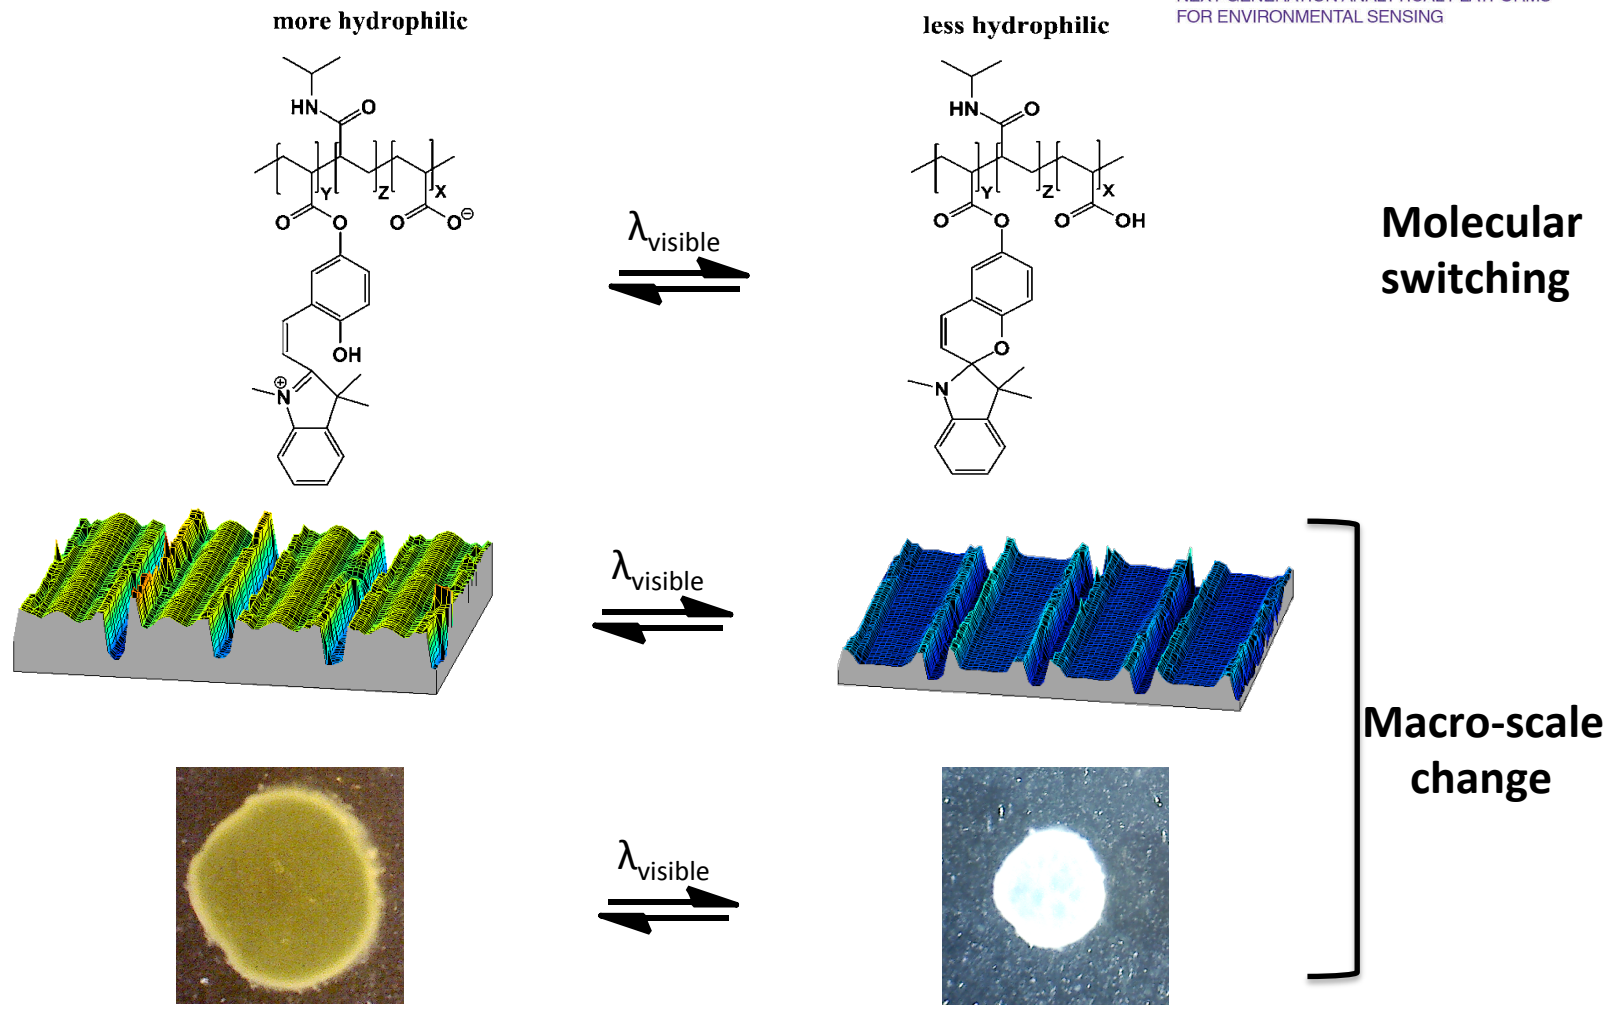 more hydrophilic
less hydrophilic
FOR ENVIRONMENTAL SENSING
HN
O
Y
Z
X
O
O
O
O⊖
OH
⊕
N
λvisible
HN
O
Y
Z
X
O
O
O
OH
O
N
Molecular
switching
λvisible
λvisible
Macro-scale
change